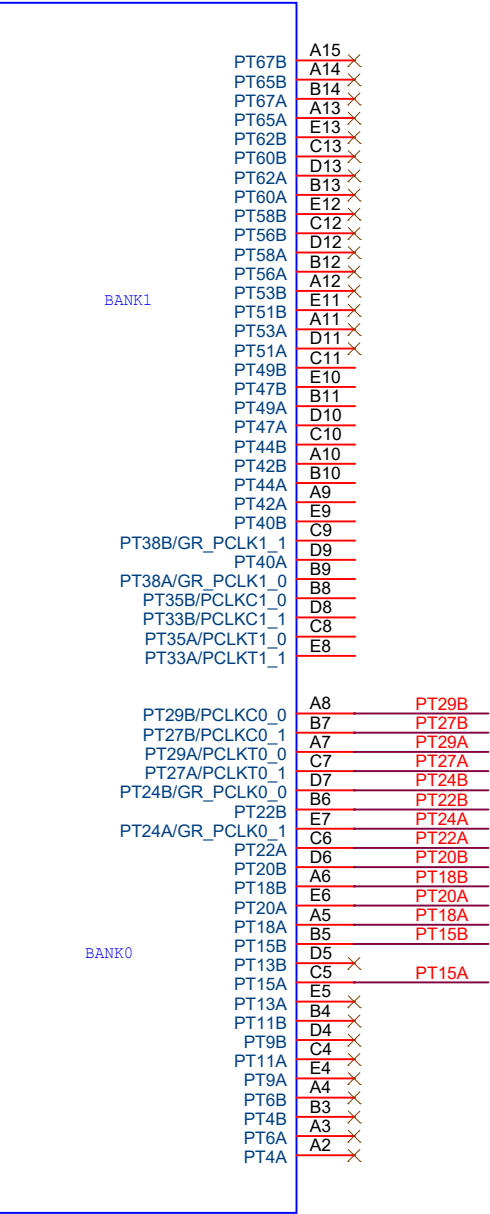 PT67B A15
PT65B A14
PT67A B14
PT65A A13
PT62B E13
PT60B C13
PT62A D13
PT60A B13
PT58B E12
PT56B C12
PT58A D12
PT56A B12
PT53B A12
BANK1
PT51B E11
PT53A A11
PT51A D11
PT49B C11
PT47B E10
PT49A B11
PT47A D10
PT44B C10
PT42B A10
PT44A B10
PT42A A9
PT40B E9
PT38B/GR_PCLK1_1 C9
PT40A D9
PT38A/GR_PCLK1_0 B9
PT35B/PCLKC1_0 B8
PT33B/PCLKC1_1 D8
PT35A/PCLKT1_0 C8
PT33A/PCLKT1_1 E8
PT29B/PCLKC0_0 A8 PT29B
PT27B/PCLKC0_1 B7 PT27B
PT29A/PCLKT0_0 A7 PT29A
PT27A/PCLKT0_1 C7 PT27A
PT24B/GR_PCLK0_0 D7 PT24B
PT22B B6 PT22B
PT24A/GR_PCLK0_1 E7 PT24A
PT22A C6 PT22A
PT20B D6 PT20B
PT18B A6 PT18B
PT20A E6 PT20A
PT18A A5 PT18A
PT15B B5 PT15B
BANK0
PT13B D5
PT15A C5 PT15A
PT13A E5
PT11B B4
PT9B D4
PT11A C4
PT9A E4
PT6B A4
PT4B B3
PT6A A3
PT4A A2